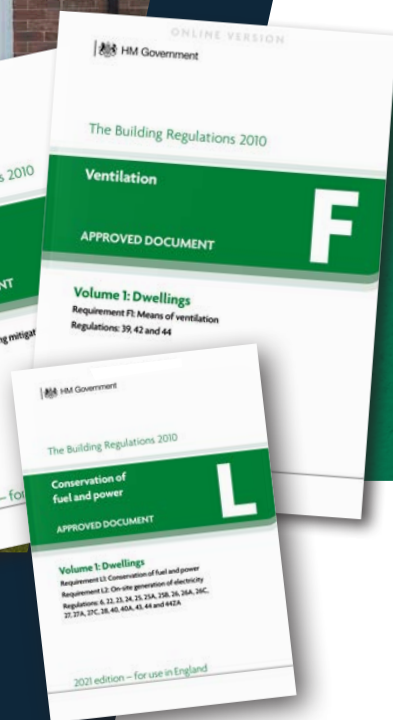 ONLINE VERSION
HM Government
The Building Regulations 2010
Ventilation
F
APPROVED DOCUMENT
Volume 1: Dwellings
Requirement F1: Means of ventilation
Regulations: 39, 42 and 44
s 2010
NT
ng mitigat
– fo
HM Government
The Building Regulations 2010
Conservation of
fuel and power
L
APPROVED DOCUMENT
Volume 1: Dwellings
Requirement L1: Conservation of fuel and power
Requirement L2: On-site generation of electricity
Regulations: 6, 22, 23, 24, 25, 25A, 25B, 26, 26A, 26C,
27, 27A, 27C, 28, 40, 40A, 43, 44 and 44ZA
2021 edition – for use in England